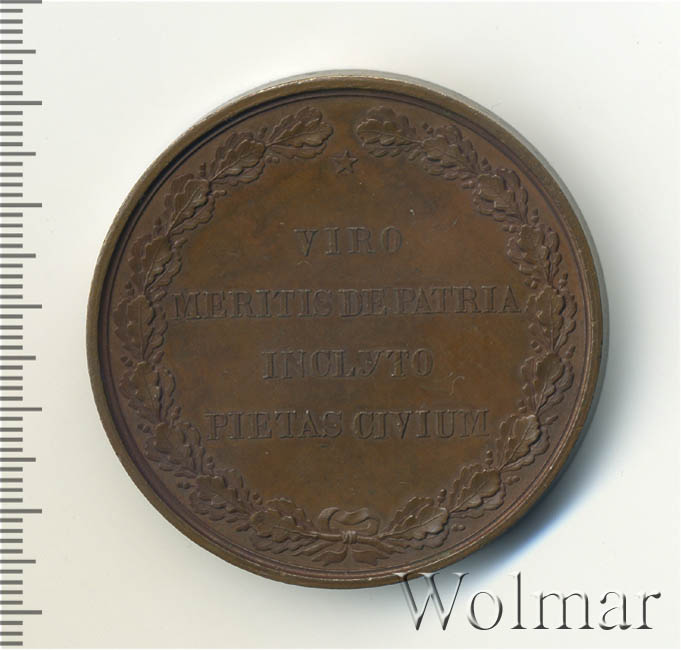 VIRO
MERITIS DE PATRIA
INCLYTO
PIETAS CIVIUM
Wolmar